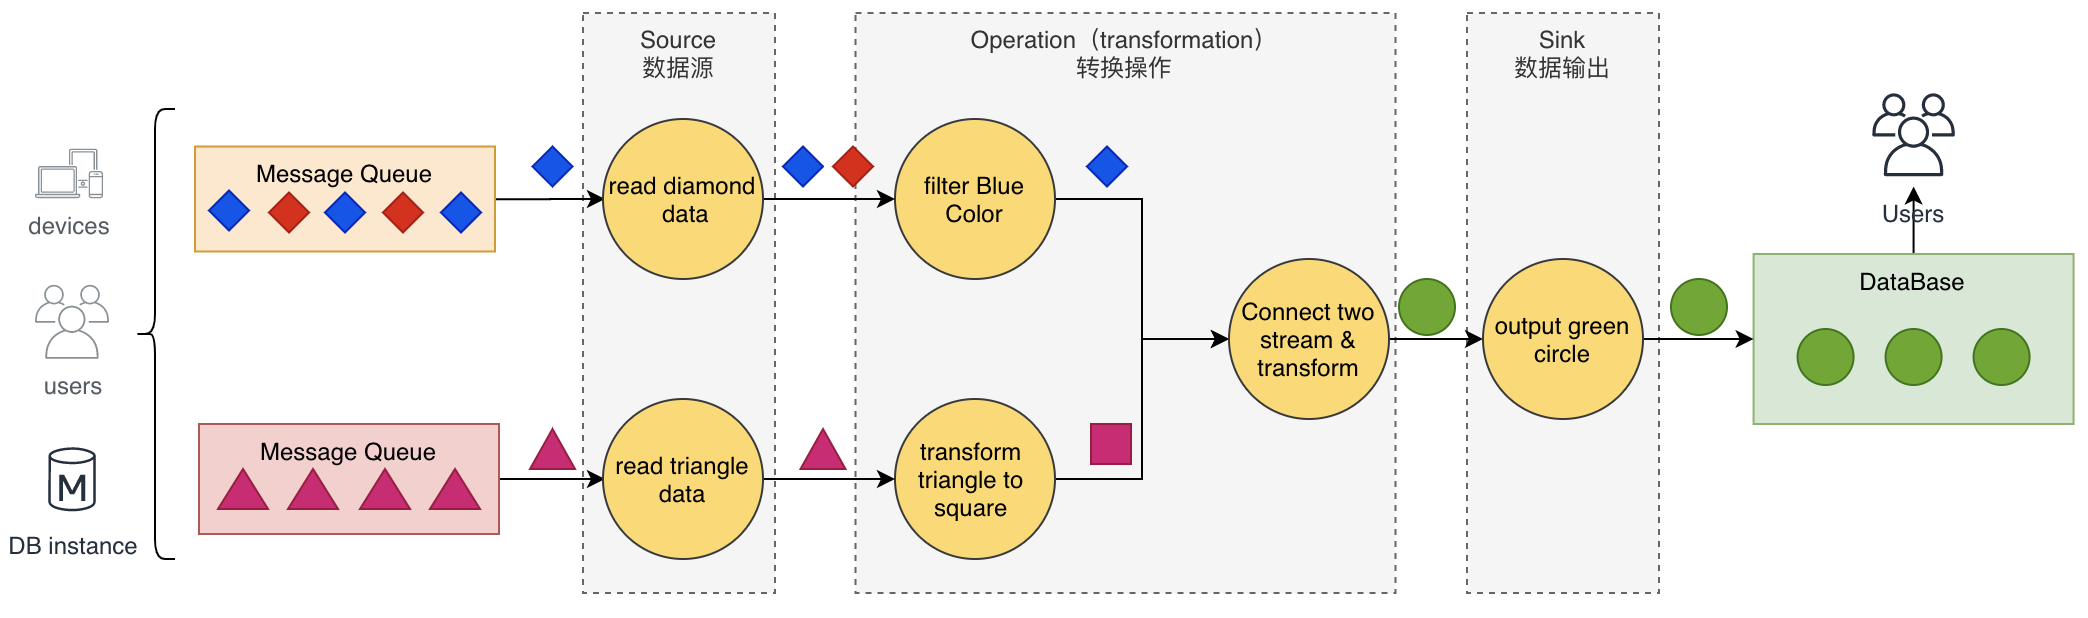 Source
数据源
Operation（transformation）
转换操作
Sink
数据输出
devices
users
DB instance
M
Message Queue
Message Queue
read diamond
data
read triangle
data
filter Blue
Color
transform
triangle to
square
Connect two
stream &
transform
output green
circle
Users
DataBase